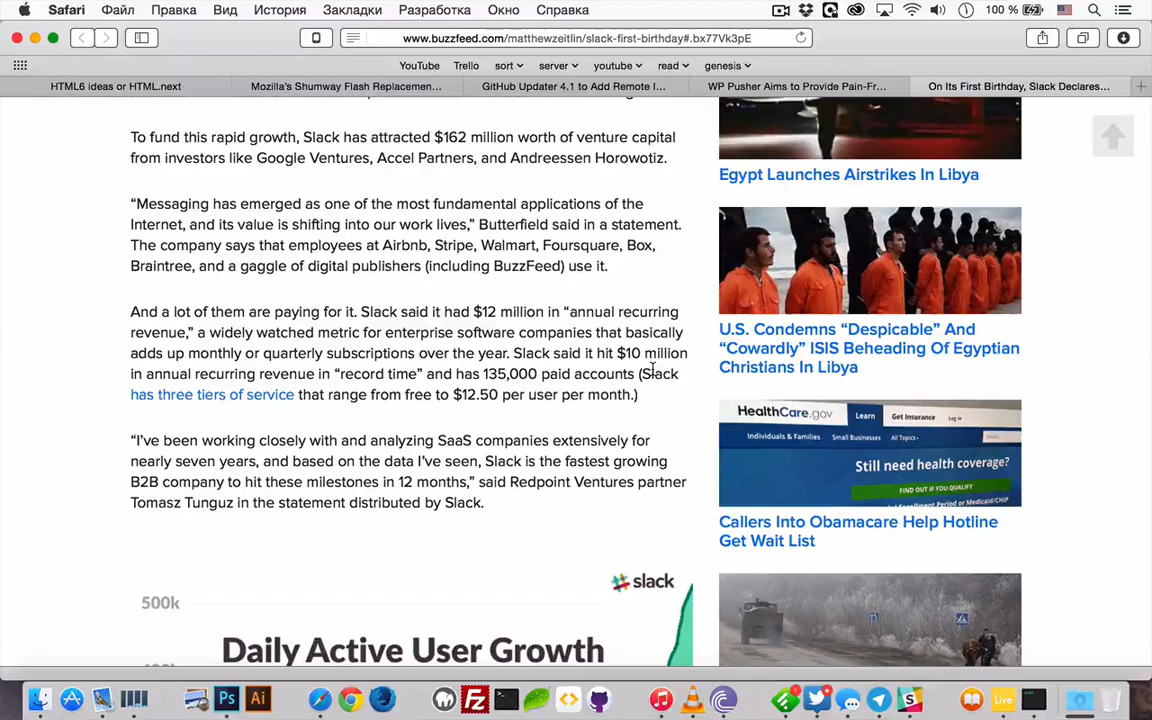 Safari Файл Правка Вид История Закладки Разработка Окно Справка 100 %
www.buzzfeed.com/matthewzeitlin/slack-first-birthday#.bx77Vk3pE
YouTube Trello sort server youtube read genesis
HTML6 ideas or HTML.next Mozilla's Shumway Flash Replacemen... GitHub Updater 4.1 to Add Remote I... WP Pusher Aims to Provide Pain-Fr... On Its First Birthday, Slack Declares...
To fund this rapid growth, Slack has attracted $162 million worth of venture capital
from investors like Google Ventures, Accel Partners, and Andreessen Horowotiz.
“Messaging has emerged as one of the most fundamental applications of the
Internet, and its value is shifting into our work lives,” Butterfield said in a statement.
The company says that employees at Airbnb, Stripe, Walmart, Foursquare, Box,
Braintree, and a gaggle of digital publishers (including BuzzFeed) use it.
And a lot of them are paying for it. Slack said it had $12 million in “annual recurring
revenue,” a widely watched metric for enterprise software companies that basically
adds up monthly or quarterly subscriptions over the year. Slack said it hit $10 million
in annual recurring revenue in “record time” and has 135,000 paid accounts (Slack
has three tiers of service that range from free to $12.50 per user per month.)
“I’ve been working closely with and analyzing SaaS companies extensively for
nearly seven years, and based on the data I’ve seen, Slack is the fastest growing
B2B company to hit these milestones in 12 months,” said Redpoint Ventures partner
Tomasz Tunguz in the statement distributed by Slack.
slack
500k
Daily Active User Growth
Egypt Launches Airstrikes In Libya
U.S. Condemns “Despicable” And
“Cowardly” ISIS Beheading Of Egyptian
Christians In Libya
HealthCare.gov Learn Get Insurance Log in
Individuals & Families Small Businesses All Topics
Still need health coverage?
FIND OUT IF YOU QUALIFY
Enrollment Period or Medicaid/CHIP
Callers Into Obamacare Help Hotline
Get Wait List
Ps Ai Fz Live